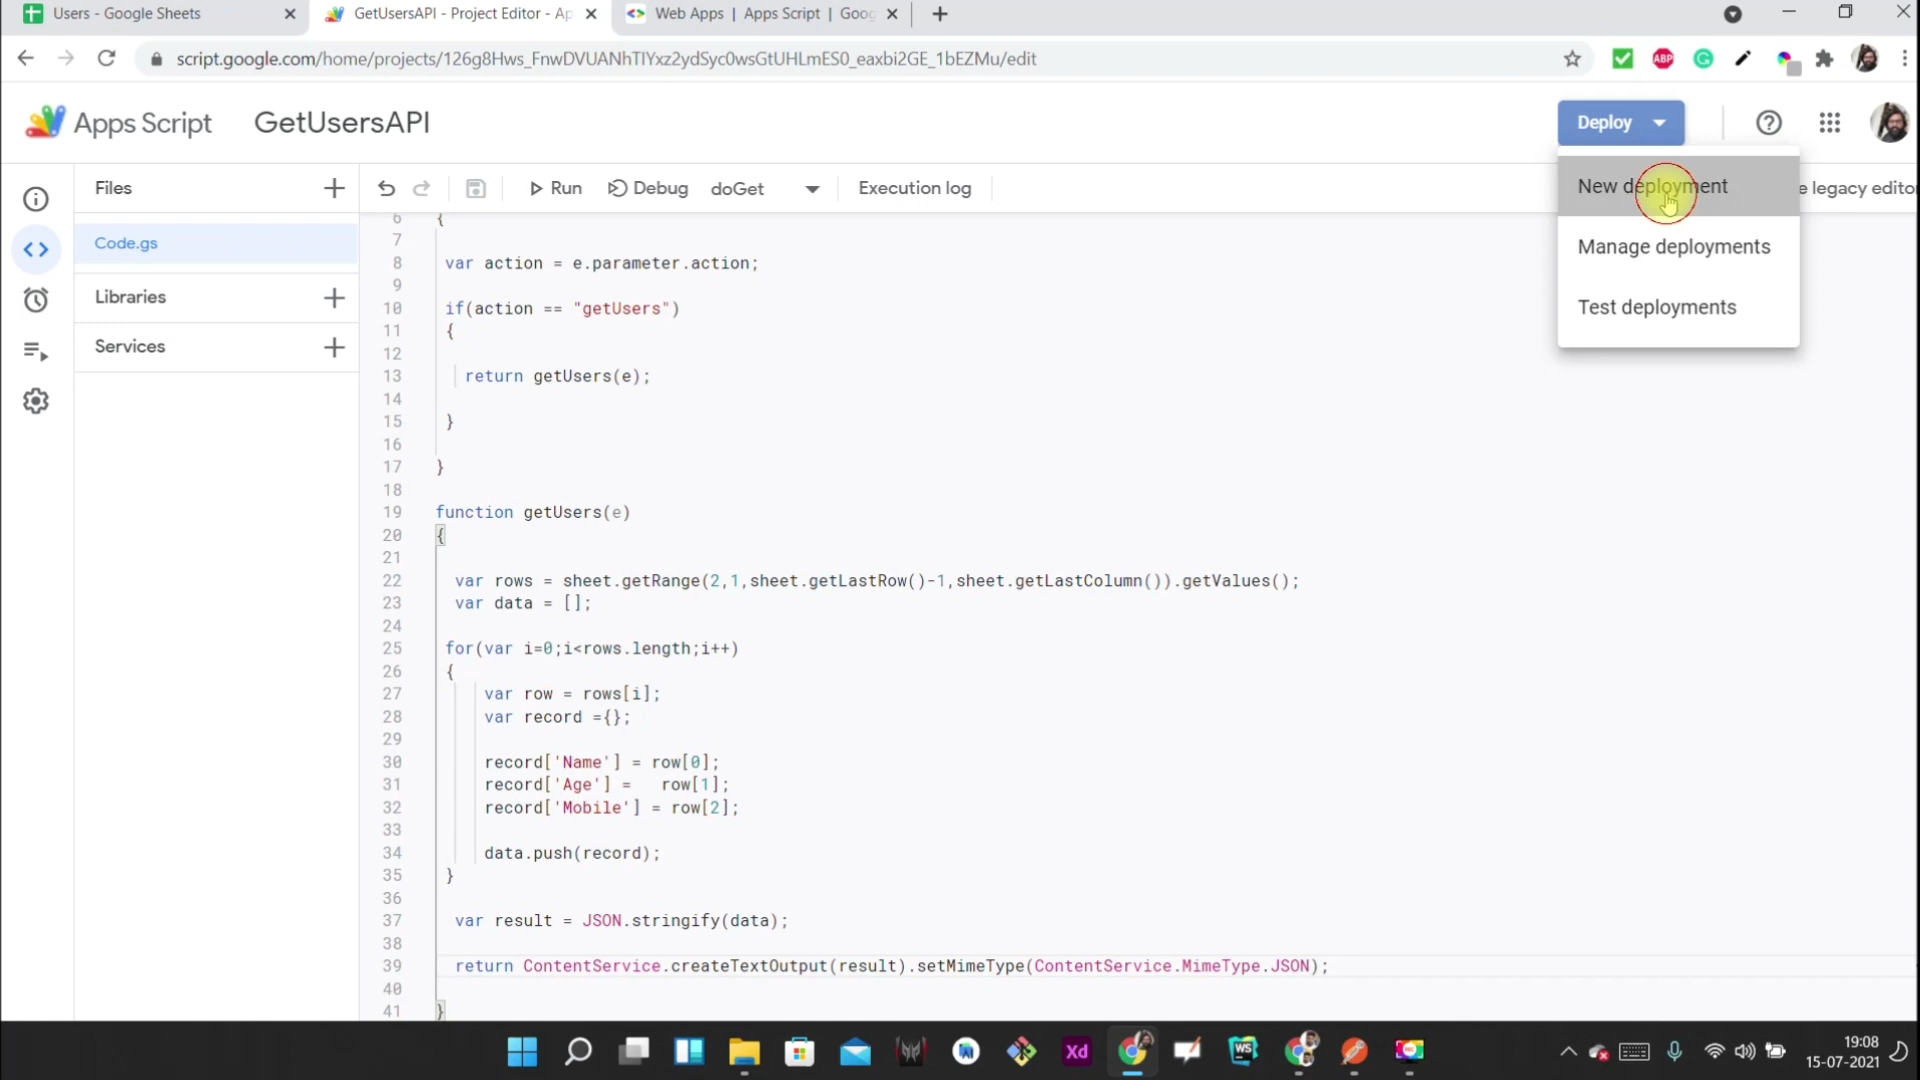 Users - Google Sheets
GetUsersAPI - Project Editor - Ap
Web Apps | Apps Script | Goog
script.google.com/home/projects/126g8Hws_FnwDVUANhTIYxz2ydSyc0wsGtUHLmES0_eaxbi2GE_1bEZMu/edit
ABP
Apps Script
GetUsersAPI
Deploy
Files
Run
Debug
doGet
Execution log
New deployment
e legacy editor
Manage deployments
Test deployments
Code.gs
Libraries
Services
6 {
7
8 var action = e.parameter.action;
9
10 if(action == "getUsers")
11 {
12
13 return getUsers(e);
14
15 }
16
17 }
18
19 function getUsers(e)
20 {
21
22 var rows = sheet.getRange(2,1,sheet.getLastRow()-1,sheet.getLastColumn()).getValues();
23 var data = [];
24
25 for(var i=0;i<rows.length;i++)
26 {
27 var row = rows[i];
28 var record ={};
29
30 record['Name'] = row[0];
31 record['Age'] = row[1];
32 record['Mobile'] = row[2];
33
34 data.push(record);
35 }
36
37 var result = JSON.stringify(data);
38
39 return ContentService.createTextOutput(result).setMimeType(ContentService.MimeType.JSON);
40
41 }
Xd
WS
19:08
15-07-2021